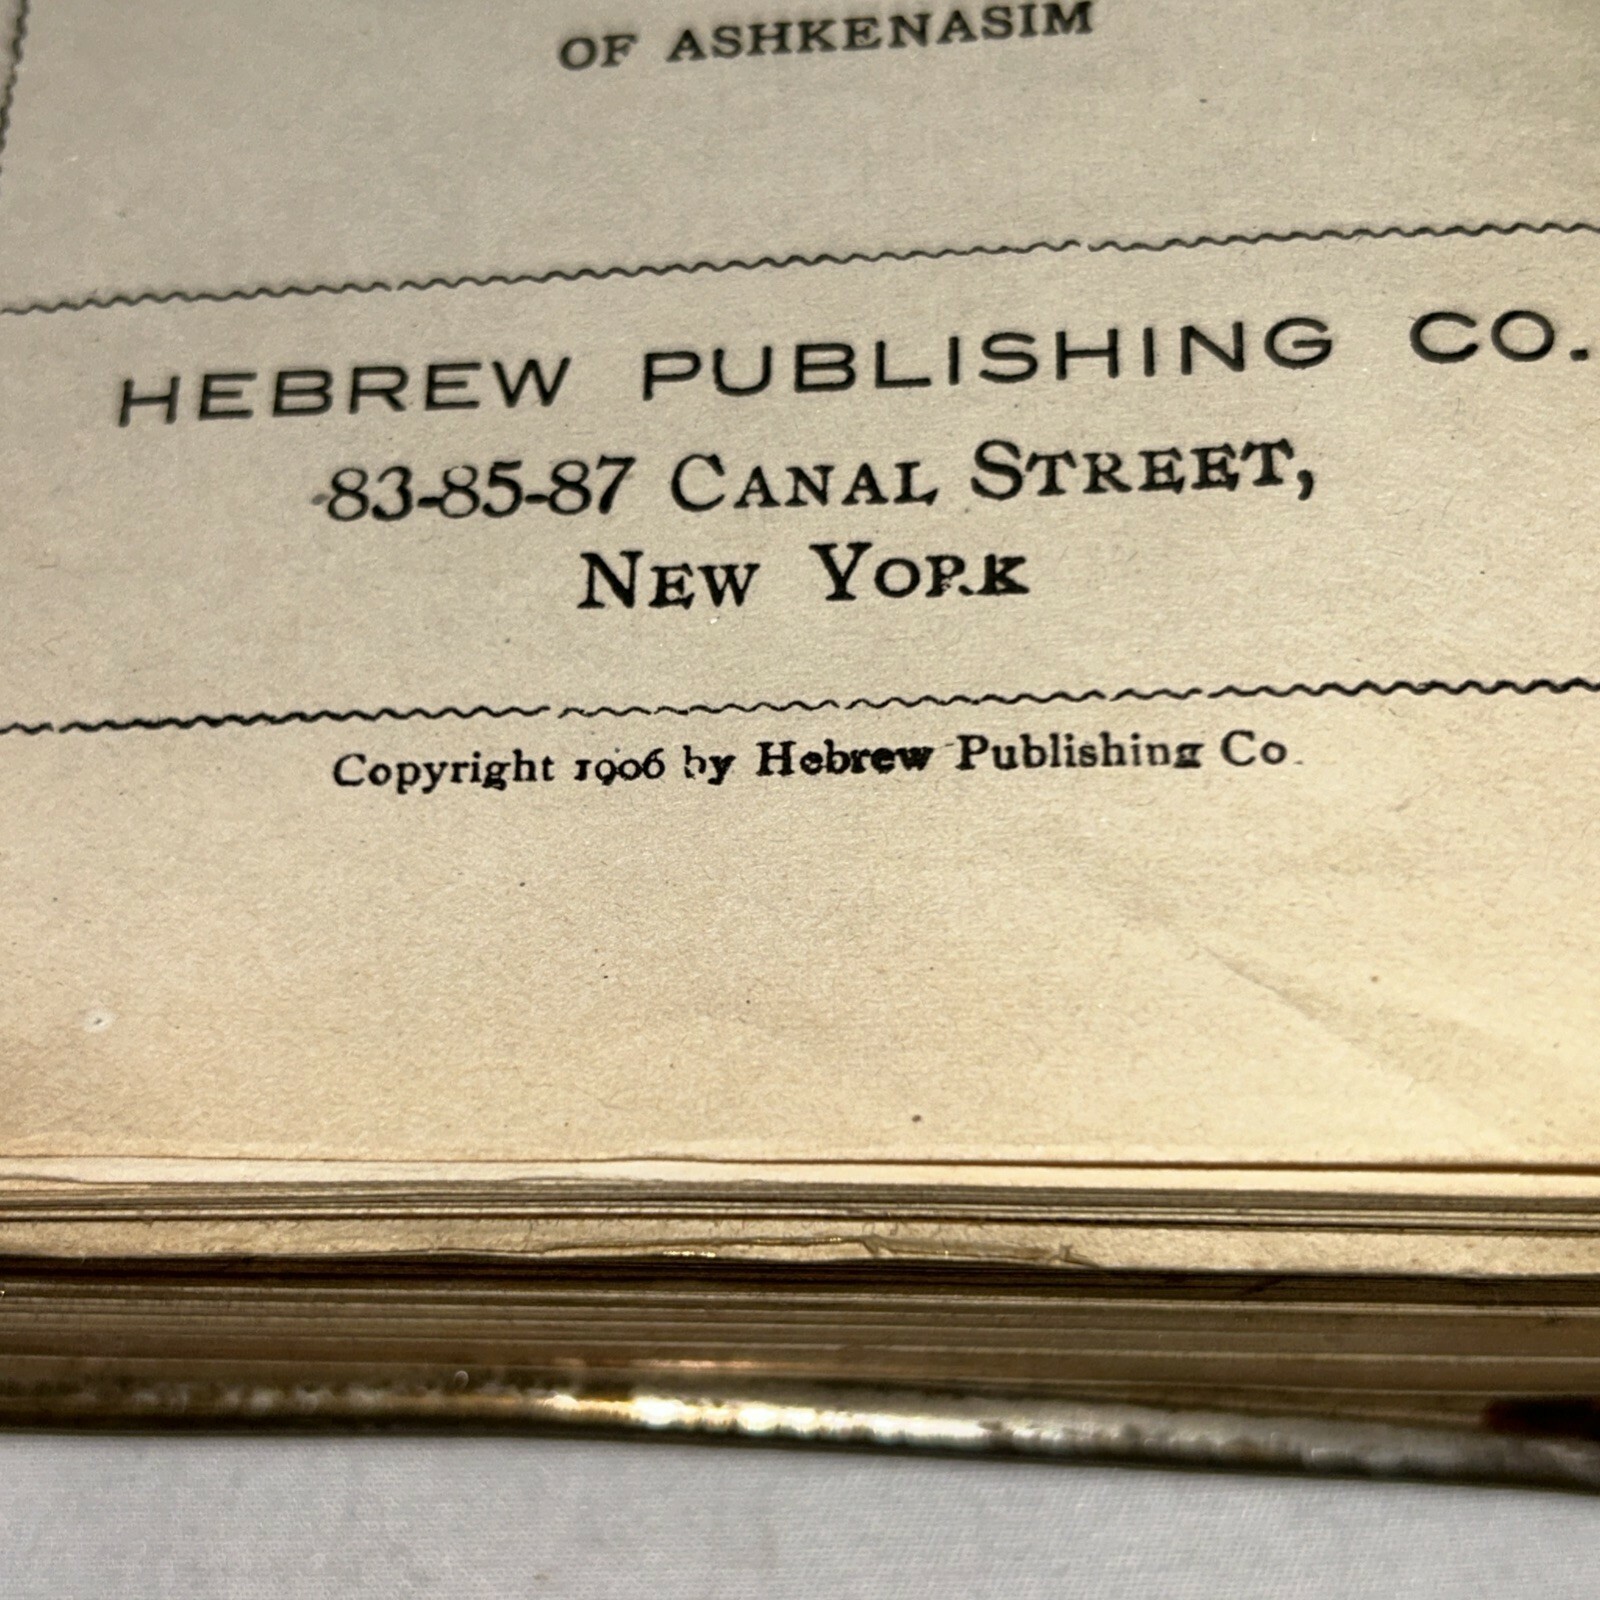 OF ASHKENASIM
HEBREW PUBLISHING CO.
83-85-87 CANAL STREET,
NEW YORK
Copyright 1906 by Hebrew Publishing Co.